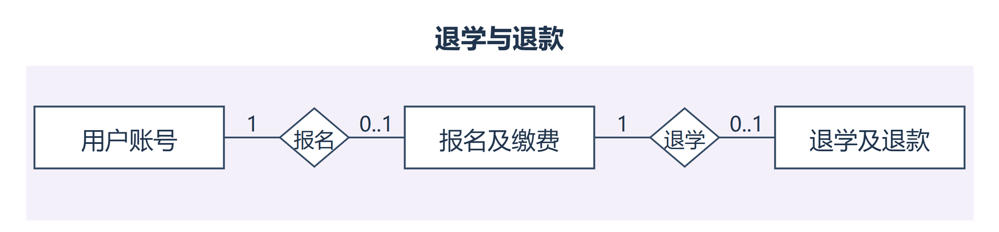 退学与退款
用户账号
1
报名
0..1
报名及缴费
1
退学
0..1
退学及退款